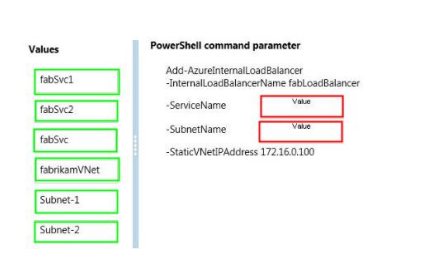 Values
fabSvc1
fabSvc2
fabSvc
fabrikamVNet
Subnet-1
Subnet-2
PowerShell command parameter
Add-AzureInternalLoadBalancer
-InternalLoadBalancerName fabLoadBalancer
-ServiceName Value
-SubnetName Value
-StaticVNetIPAddress 172.16.0.100